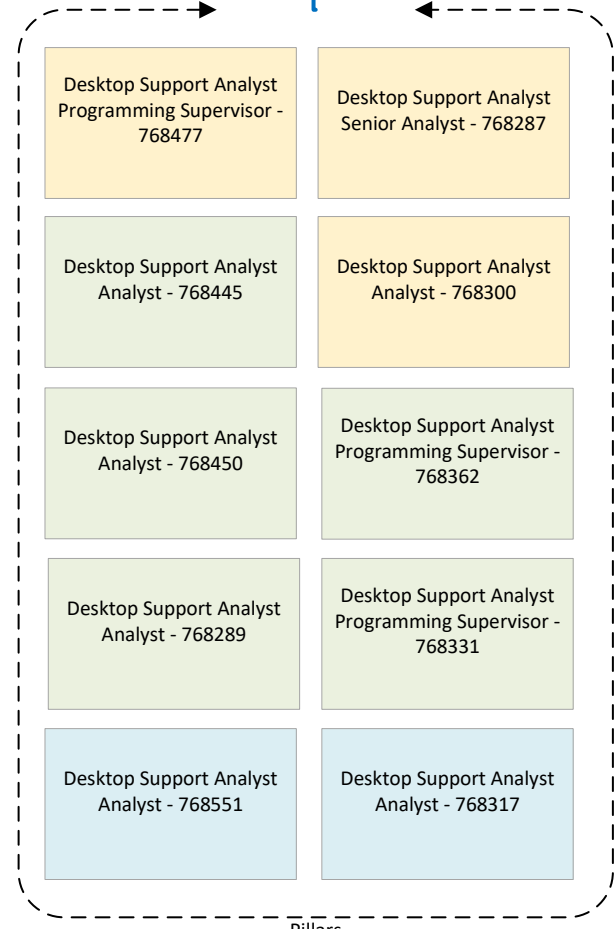 Desktop Support Analyst
Programming Supervisor -
768477
Desktop Support Analyst
Senior Analyst - 768287
Desktop Support Analyst
Analyst - 768445
Desktop Support Analyst
Analyst - 768300
Desktop Support Analyst
Analyst - 768450
Desktop Support Analyst
Programming Supervisor -
768362
Desktop Support Analyst
Analyst - 768289
Desktop Support Analyst
Programming Supervisor -
768331
Desktop Support Analyst
Analyst - 768551
Desktop Support Analyst
Analyst - 768317
Pillars